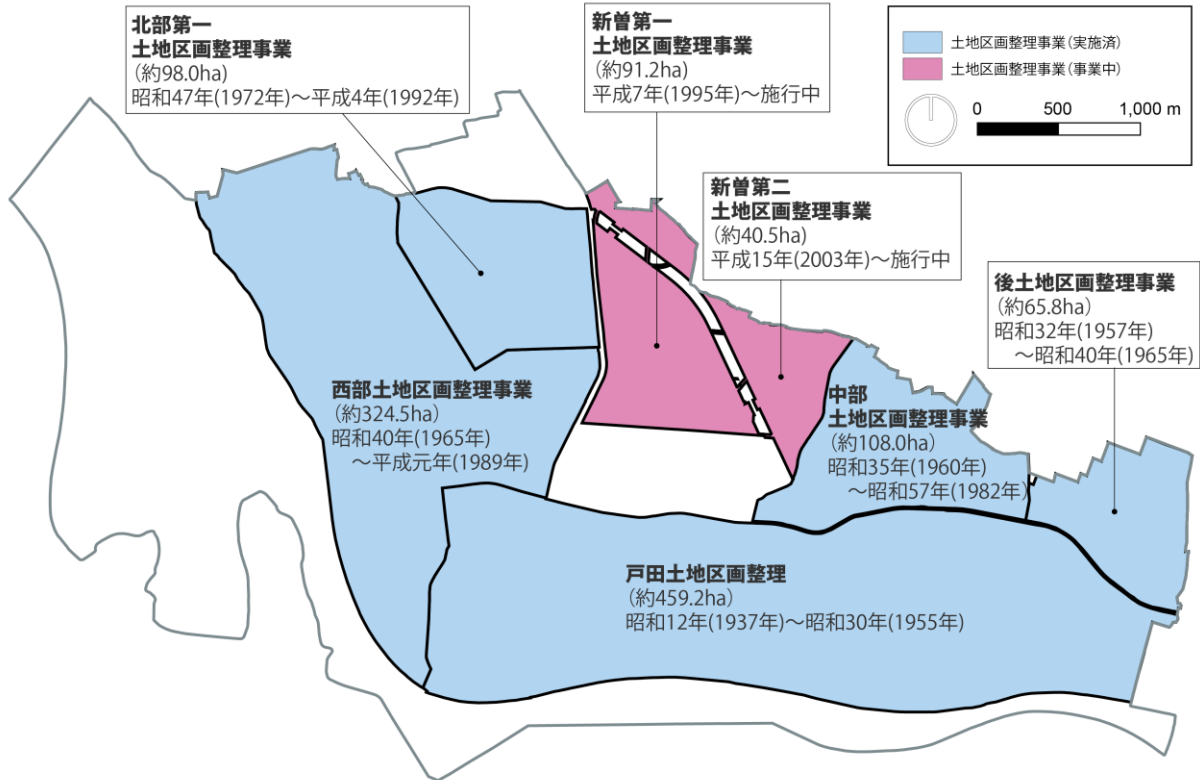 北部第一
土地区画整理事業
(約98.0ha)
昭和47年(1972年)～平成4年(1992年)
新曽第一
土地区画整理事業
(約91.2ha)
平成7年(1995年)～施行中
土地区画整理事業(実施済)
土地区画整理事業(事業中)
0 500 1,000 m
新曽第二
土地区画整理事業
(約40.5ha)
平成15年(2003年)～施行中
後土地区画整理事業
(約65.8ha)
昭和32年(1957年)
～昭和40年(1965年)
西部土地区画整理事業
(約324.5ha)
昭和40年(1965年)
～平成元年(1989年)
中部
土地区画整理事業
(約108.0ha)
昭和35年(1960年)
～昭和57年(1982年)
戸田土地区画整理
(約459.2ha)
昭和12年(1937年)～昭和30年(1955年)